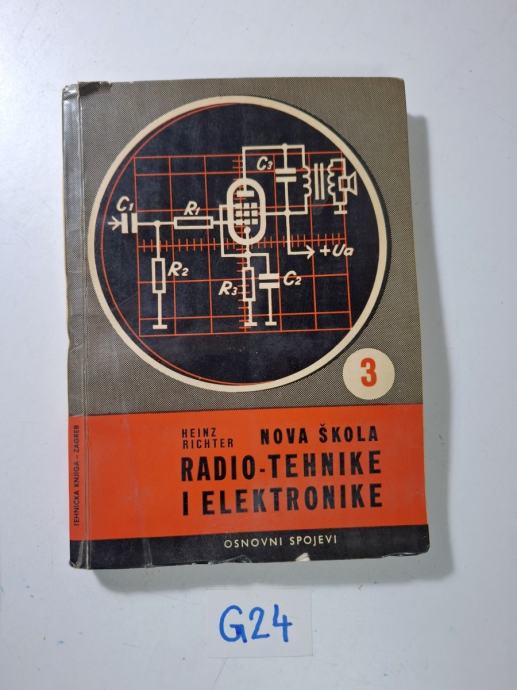 C3
C1
R1
+Ua
R2
R3
C2
3
HEINZ
RICHTER
NOVA ŠKOLA
RADIO-TEHNIKE
I ELEKTRONIKE
OSNOVNI SPOJEVI
TEHNIČKA KNJIGA - ZAGREB
G24